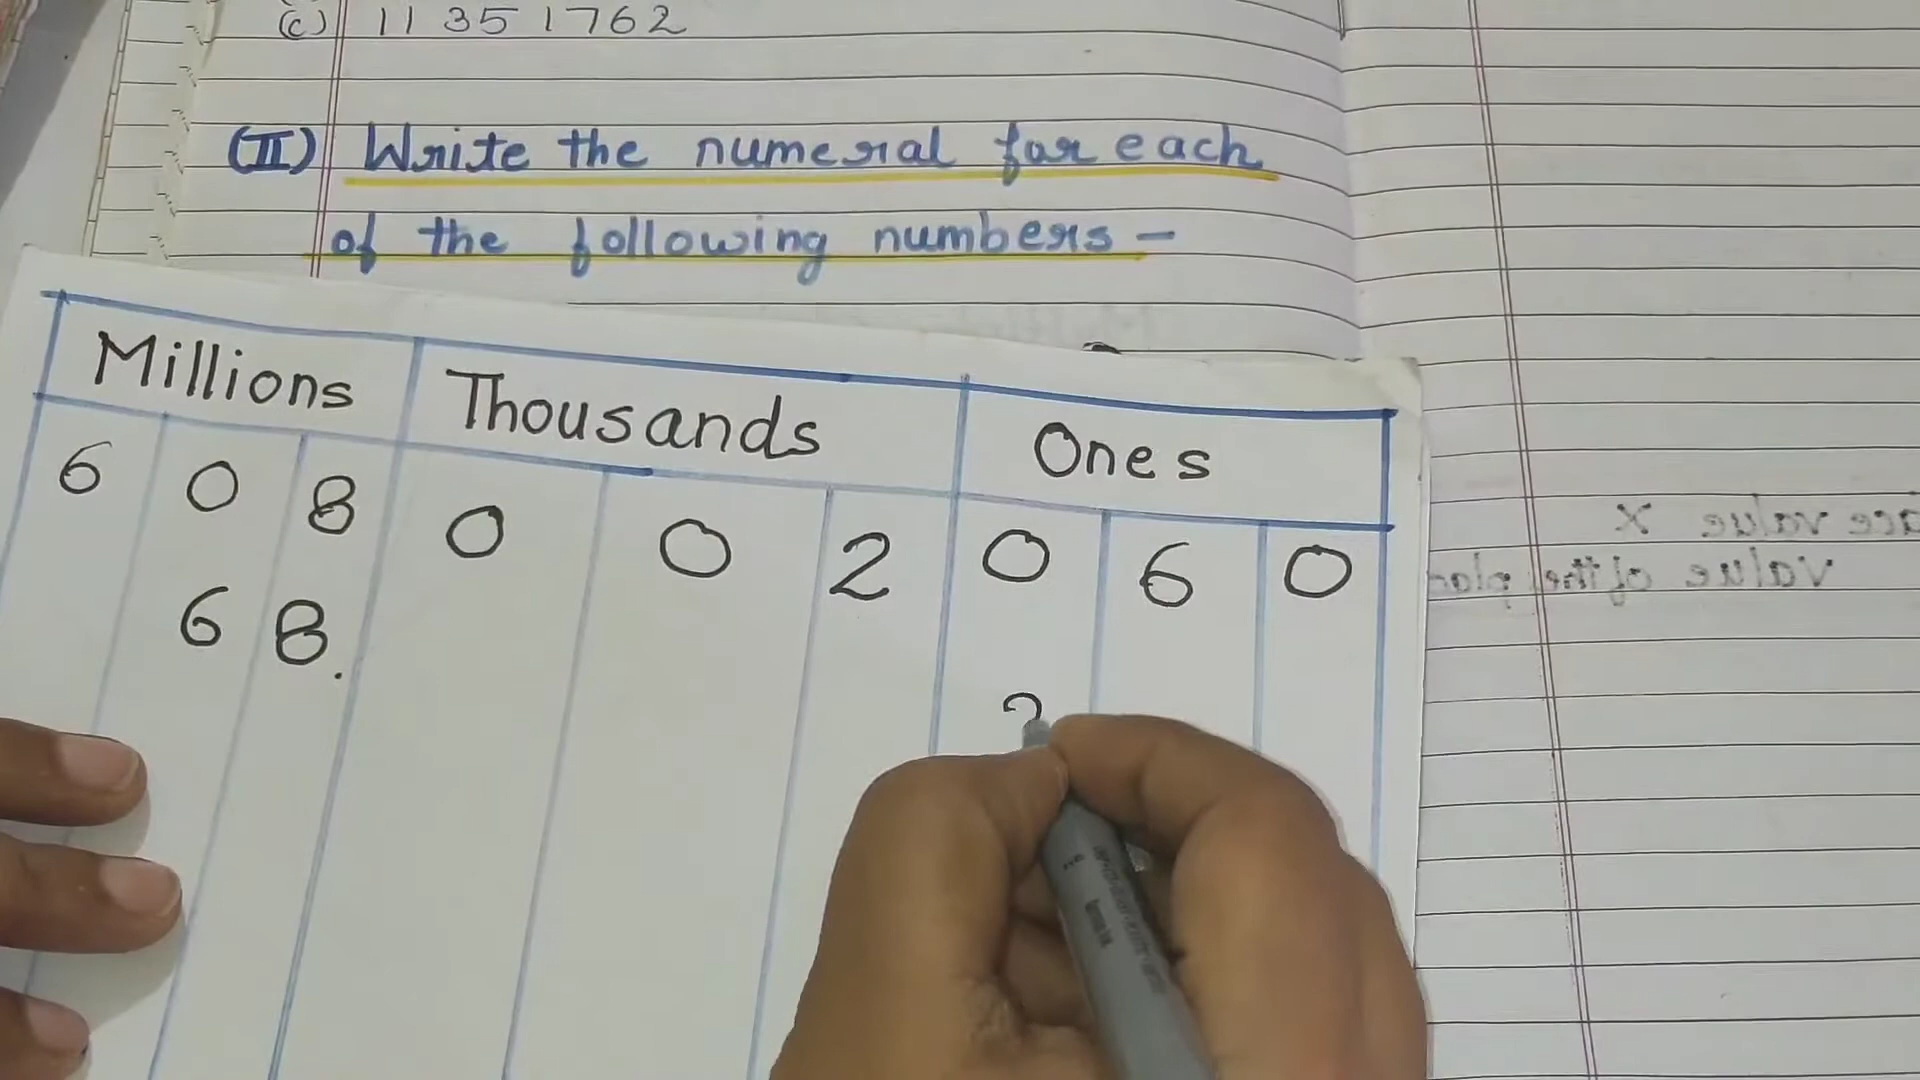 (c) 11 35 1762
(II) Write the numeral for each
of the following numbers -
Millions Thousands Ones
6 0 8 0 0 2 0 6 0
6 8.